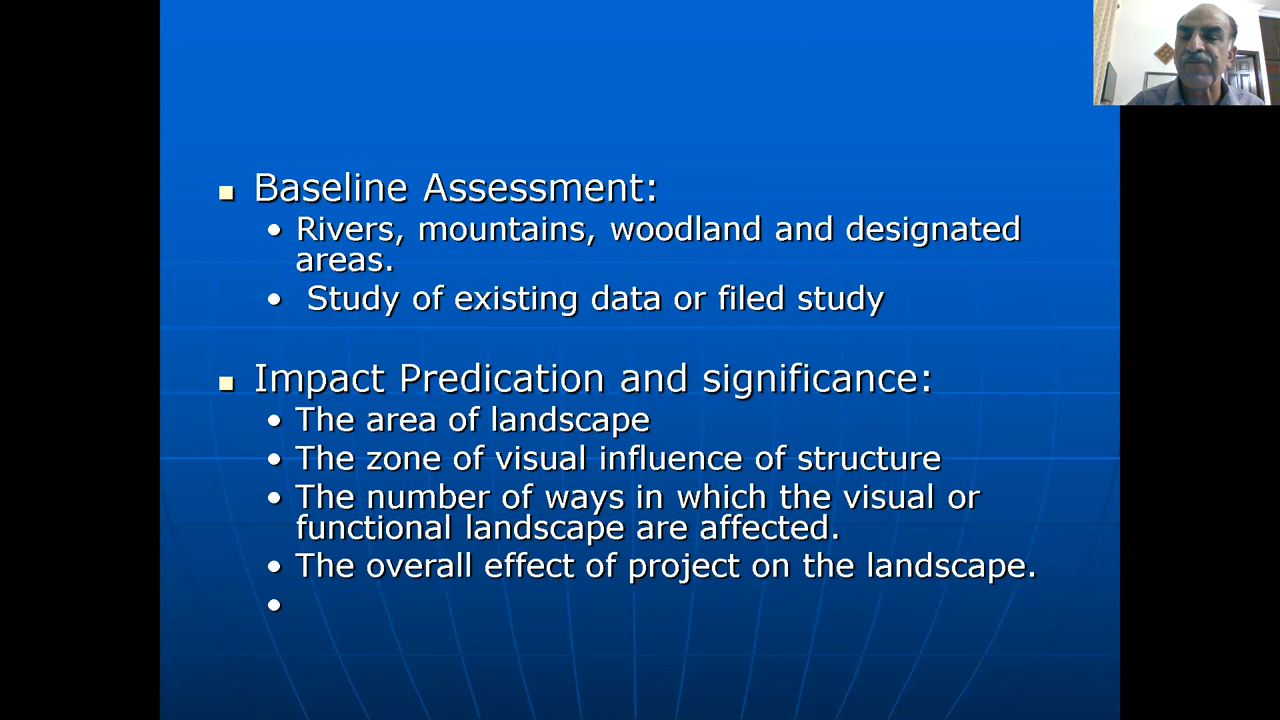 Baseline Assessment:
Rivers, mountains, woodland and designated
areas.
Study of existing data or filed study
Impact Predication and significance:
The area of landscape
The zone of visual influence of structure
The number of ways in which the visual or
functional landscape are affected.
The overall effect of project on the landscape.